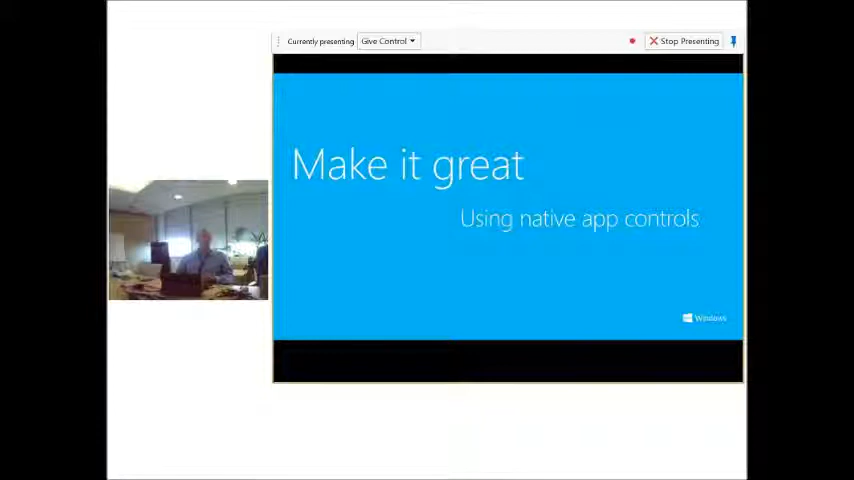 Currently presenting Give Control Stop Presenting
Make it great
Using native app controls
Windows